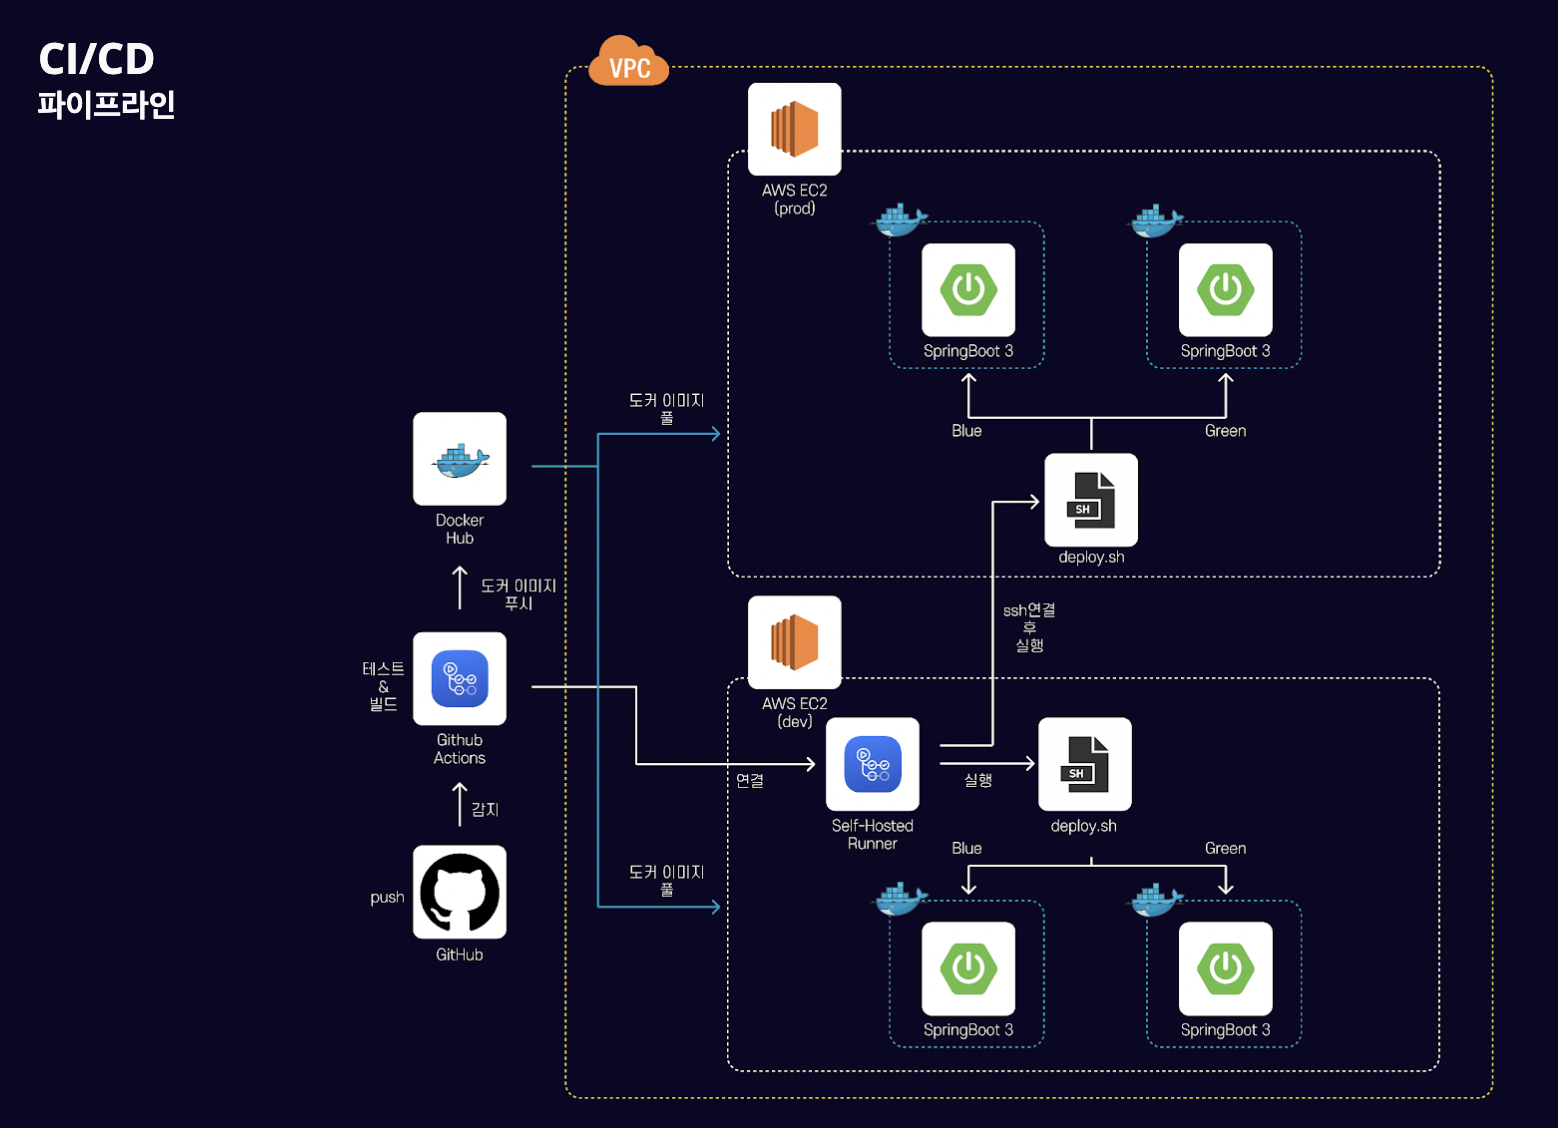 CI/CD
파이프라인
VPC
AWS EC2
(prod)
SpringBoot 3
SpringBoot 3
Blue
Green
SH
deploy.sh
도커 이미지
풀
Docker
Hub
도커 이미지
푸시
테스트
&
빌드
Github
Actions
감지
push
GitHub
ssh연결
후
실행
AWS EC2
(dev)
연결
Self-Hosted
Runner
실행
SH
deploy.sh
도커 이미지
풀
Blue
Green
SpringBoot 3
SpringBoot 3